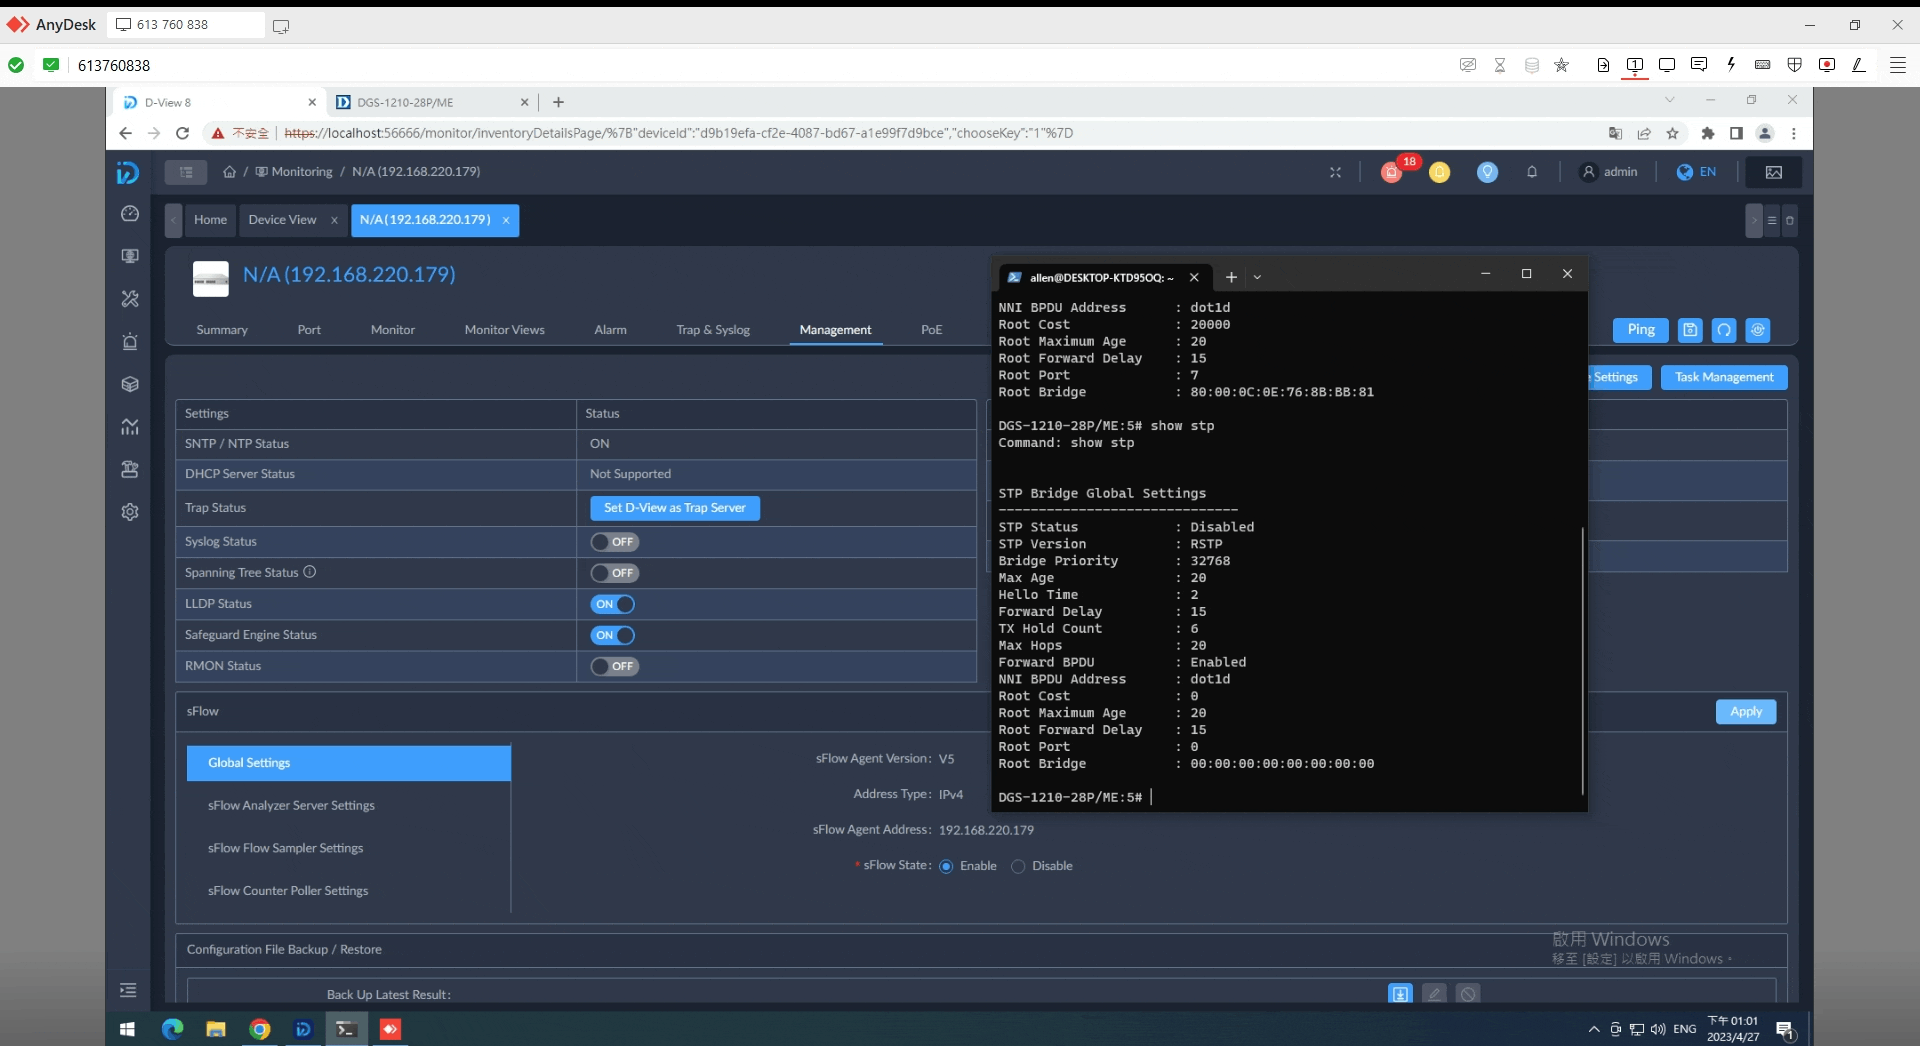 AnyDesk
613 760 838
613760838
D-View 8
DGS-1210-28P/ME
不安全
https://localhost:56666/monitor/inventoryDetailsPage/%7B"deviceId":"d9b19efa-cf2e-4087-bd67-a1e99f7d9bce","chooseKey":"1"%7D
/ Monitoring / N/A (192.168.220.179)
18
admin
EN
Home
Device View
N/A(192.168.220.179)
N/A (192.168.220.179)
Summary
Port
Monitor
Monitor Views
Alarm
Trap & Syslog
Management
PoE
Ping
Settings
Task Management
Settings
Status
SNTP / NTP Status
ON
DHCP Server Status
Not Supported
Trap Status
Set D-View as Trap Server
Syslog Status
OFF
Spanning Tree Status
OFF
LLDP Status
ON
Safeguard Engine Status
ON
RMON Status
OFF
sFlow
Apply
Global Settings
sFlow Analyzer Server Settings
sFlow Flow Sampler Settings
sFlow Counter Poller Settings
sFlow Agent Version: V5
Address Type: IPv4
sFlow Agent Address: 192.168.220.179
* sFlow State: Enable Disable
Configuration File Backup / Restore
Back Up Latest Result:
allen@DESKTOP-KTD95OQ: ~
NNI BPDU Address : dot1d
Root Cost : 20000
Root Maximum Age : 20
Root Forward Delay : 15
Root Port : 7
Root Bridge : 80:00:0C:0E:76:8B:BB:81
DGS-1210-28P/ME:5# show stp
Command: show stp
STP Bridge Global Settings
------------------------------
STP Status : Disabled
STP Version : RSTP
Bridge Priority : 32768
Max Age : 20
Hello Time : 2
Forward Delay : 15
TX Hold Count : 6
Max Hops : 20
Forward BPDU : Enabled
NNI BPDU Address : dot1d
Root Cost : 0
Root Maximum Age : 20
Root Forward Delay : 15
Root Port : 0
Root Bridge : 00:00:00:00:00:00:00:00
DGS-1210-28P/ME:5#
啟用 Windows
移至 [設定] 以啟用 Windows。
ENG
下午 01:01
2023/4/27
1